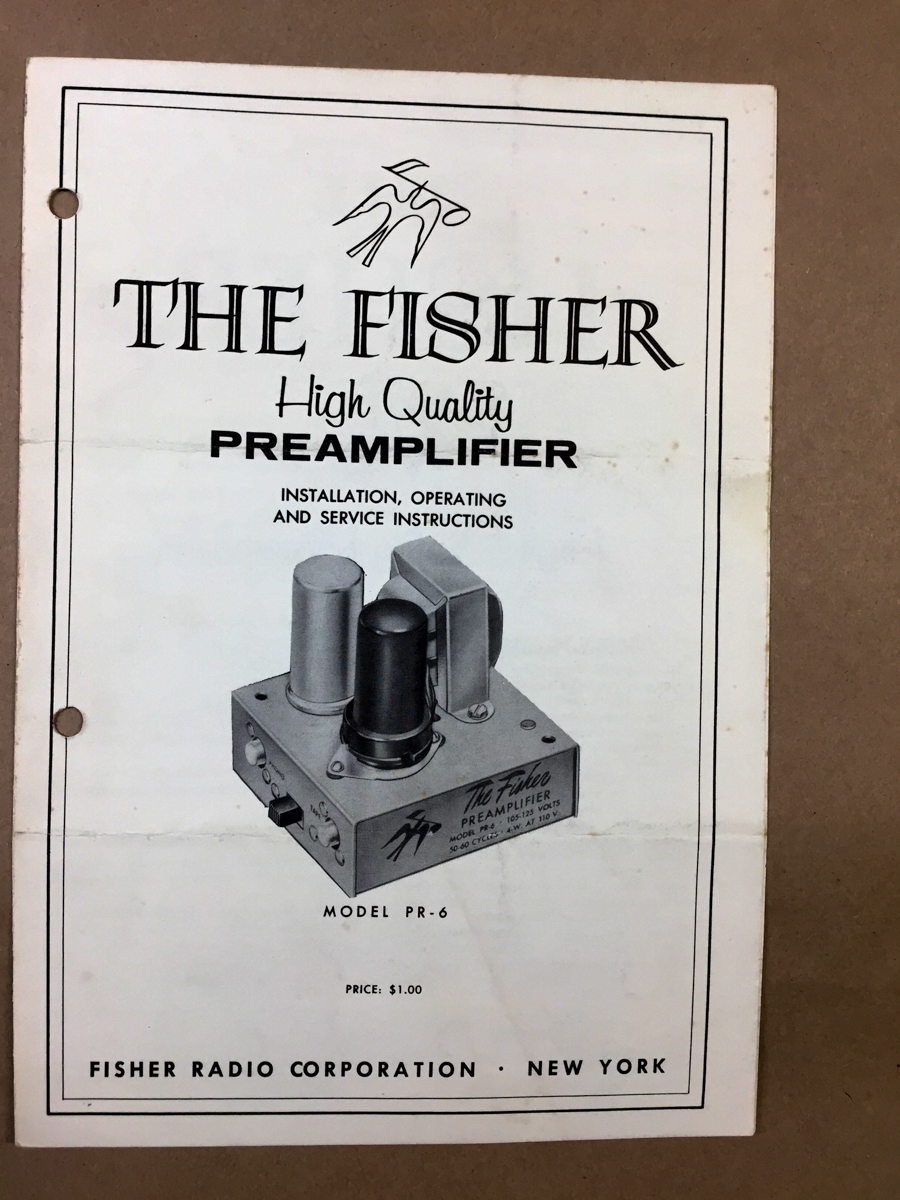 THE FISHER
High Quality
PREAMPLIFIER
INSTALLATION, OPERATING
AND SERVICE INSTRUCTIONS
The Fisher
PREAMPLIFIER
MODEL PR-6 · 105-125 VOLTS
50-60 CYCLES · 4 W. AT 110 V.
MODEL PR-6
PRICE: $1.00
FISHER RADIO CORPORATION · NEW YORK